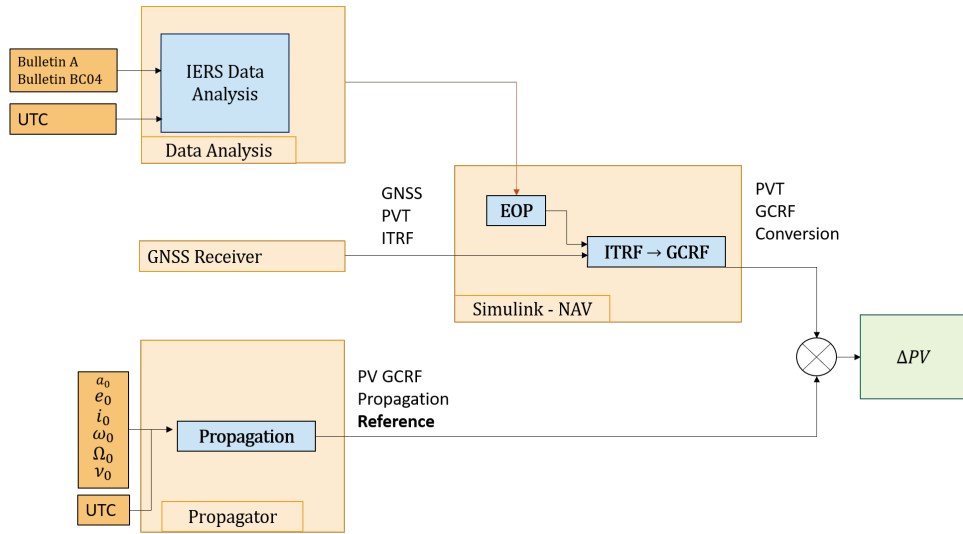 Bulletin A
Bulletin BC04
UTC
IERS Data
Analysis
Data Analysis
GNSS
PVT
ITRF
EOP
PVT
GCRF
Conversion
GNSS Receiver
ITRF → GCRF
Simulink - NAV
ΔPV
a₀
e₀
i₀
ω₀
Ω₀
ν₀
UTC
Propagation
Propagator
PV GCRF
Propagation
Reference